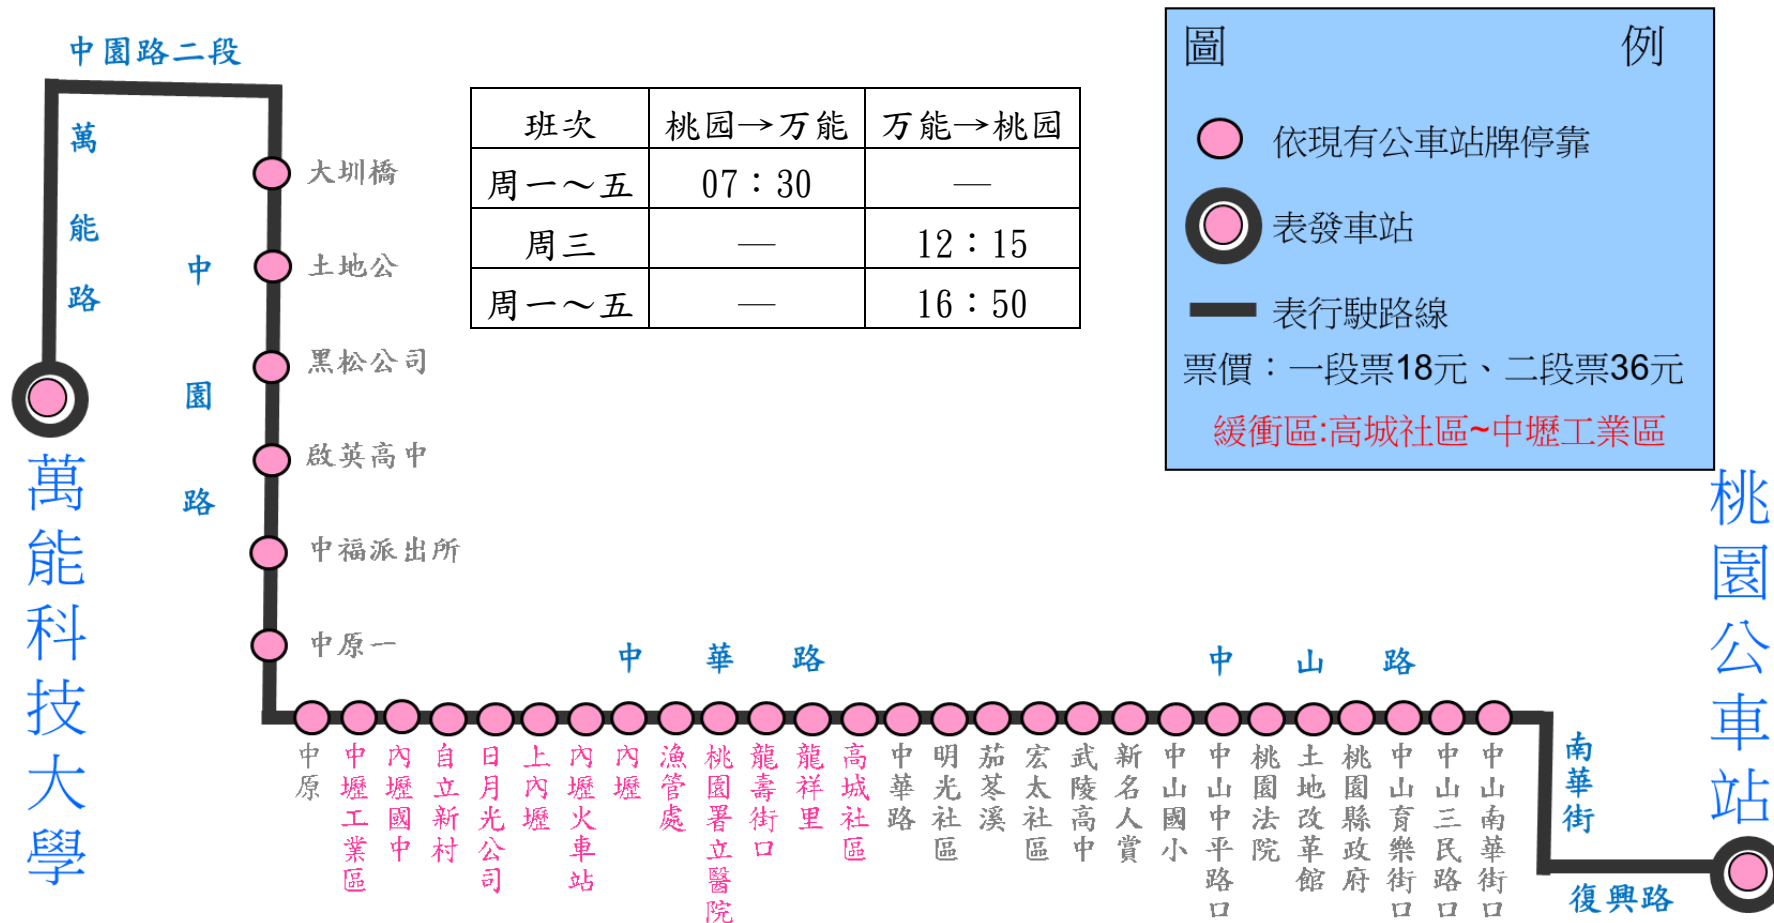 中園路二段
萬能路
中園路
大圳橋
土地公
黑松公司
啟英高中
中福派出所
中原一
班次 桃园→万能 万能→桃园
周一～五 07：30 —
周三 — 12：15
周一～五 — 16：50
圖 例
依現有公車站牌停靠
表發車站
表行駛路線
票價：一段票18元、二段票36元
緩衝區:高城社區~中壢工業區
萬能科技大學
桃園公車站
中華路
中山路
中原
中壢工業區
內壢國中
自立新村
日月光公司
上內壢
內壢火車站
內壢
漁管處
桃園署立醫院
龍壽街口
龍祥里
高城社區
中華路
明光社區
茄苳溪
宏太社區
武陵高中
新名人賞
中山國小
中山中平路口
桃園法院
土地改革館
桃園縣政府
中山育樂街口
中山三民路口
中山南華街口
南華街
復興路